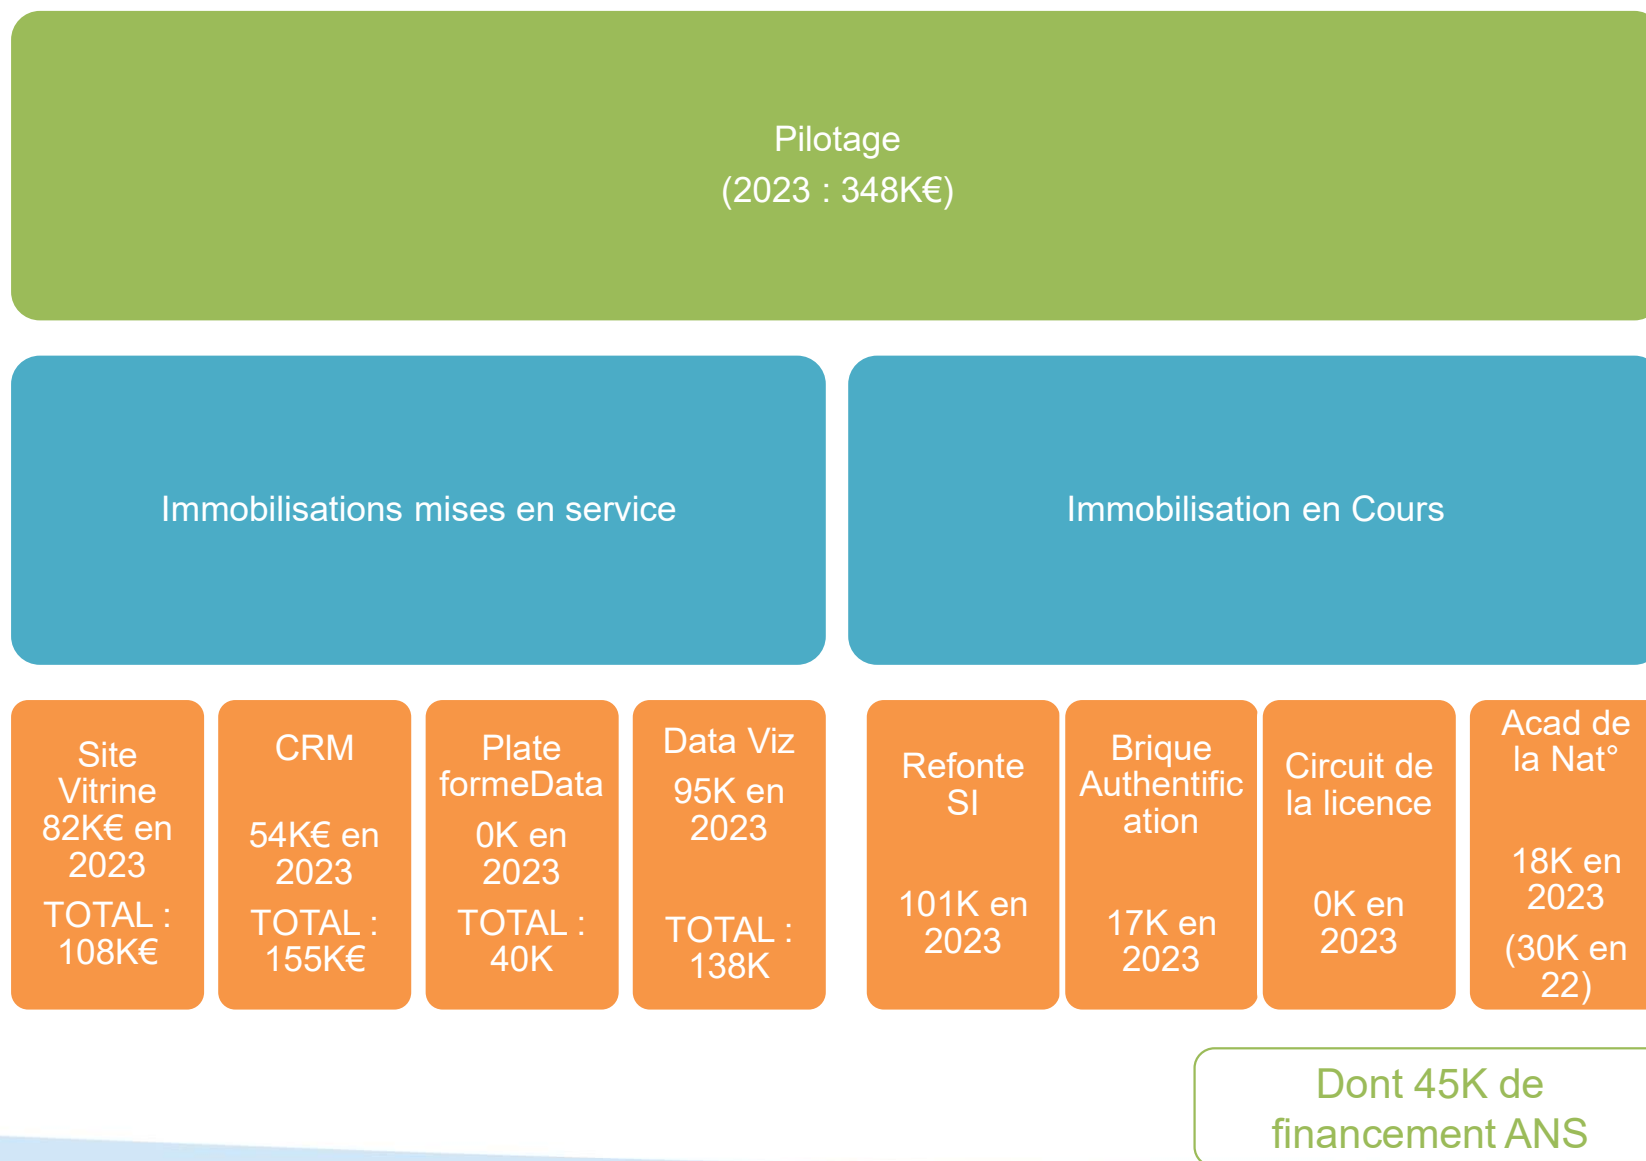 Pilotage
(2023 : 348K€)
Immobilisations mises en service
Immobilisation en Cours
Site
Vitrine
82K€ en
2023
TOTAL :
108K€
CRM
54K€ en
2023
TOTAL :
155K€
Plate
formeData
0K en
2023
TOTAL :
40K
Data Viz
95K en
2023
TOTAL :
138K
Refonte
SI
101K en
2023
Brique
Authentific
ation
17K en
2023
Circuit de
la licence
0K en
2023
Acad de
la Nat°
18K en
2023
(30K en
22)
Dont 45K de
financement ANS